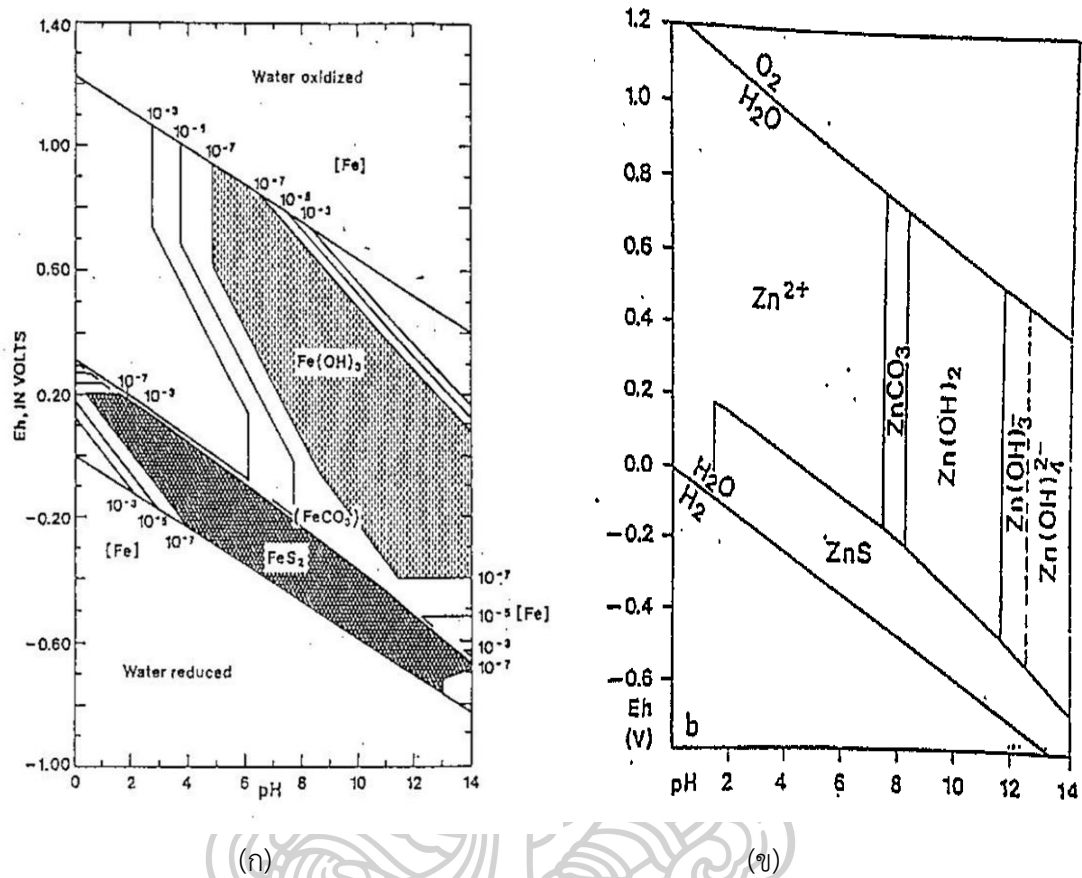 1.40
1.00
0.60
0.20
-0.20
-0.60
-1.00
Eh, IN VOLTS
0 2 4 6 8 10 12 14
pH
Water oxidized
10⁻³
10⁻⁵
10⁻⁷
[Fe]
10⁻⁷
10⁻⁵
10⁻³
Fe(OH)₃
10⁻⁷
10⁻³
(FeCO₃)
FeS₂
10⁻³
10⁻⁵
10⁻⁷
[Fe]
10⁻⁷
10⁻⁵ [Fe]
10⁻³
10⁻⁷
Water reduced
(ก)
1.2
1.0
0.8
0.6
0.4
0.2
0.0
-0.2
-0.4
-0.6
Eh
(V)
b
pH 2 4 6 8 10 12 14
O₂
H₂O
Zn²⁺
ZnCO₃
Zn(OH)₂
Zn(OH)₃⁻
Zn(OH)₄²⁻
H₂O
H₂
ZnS
(ข)